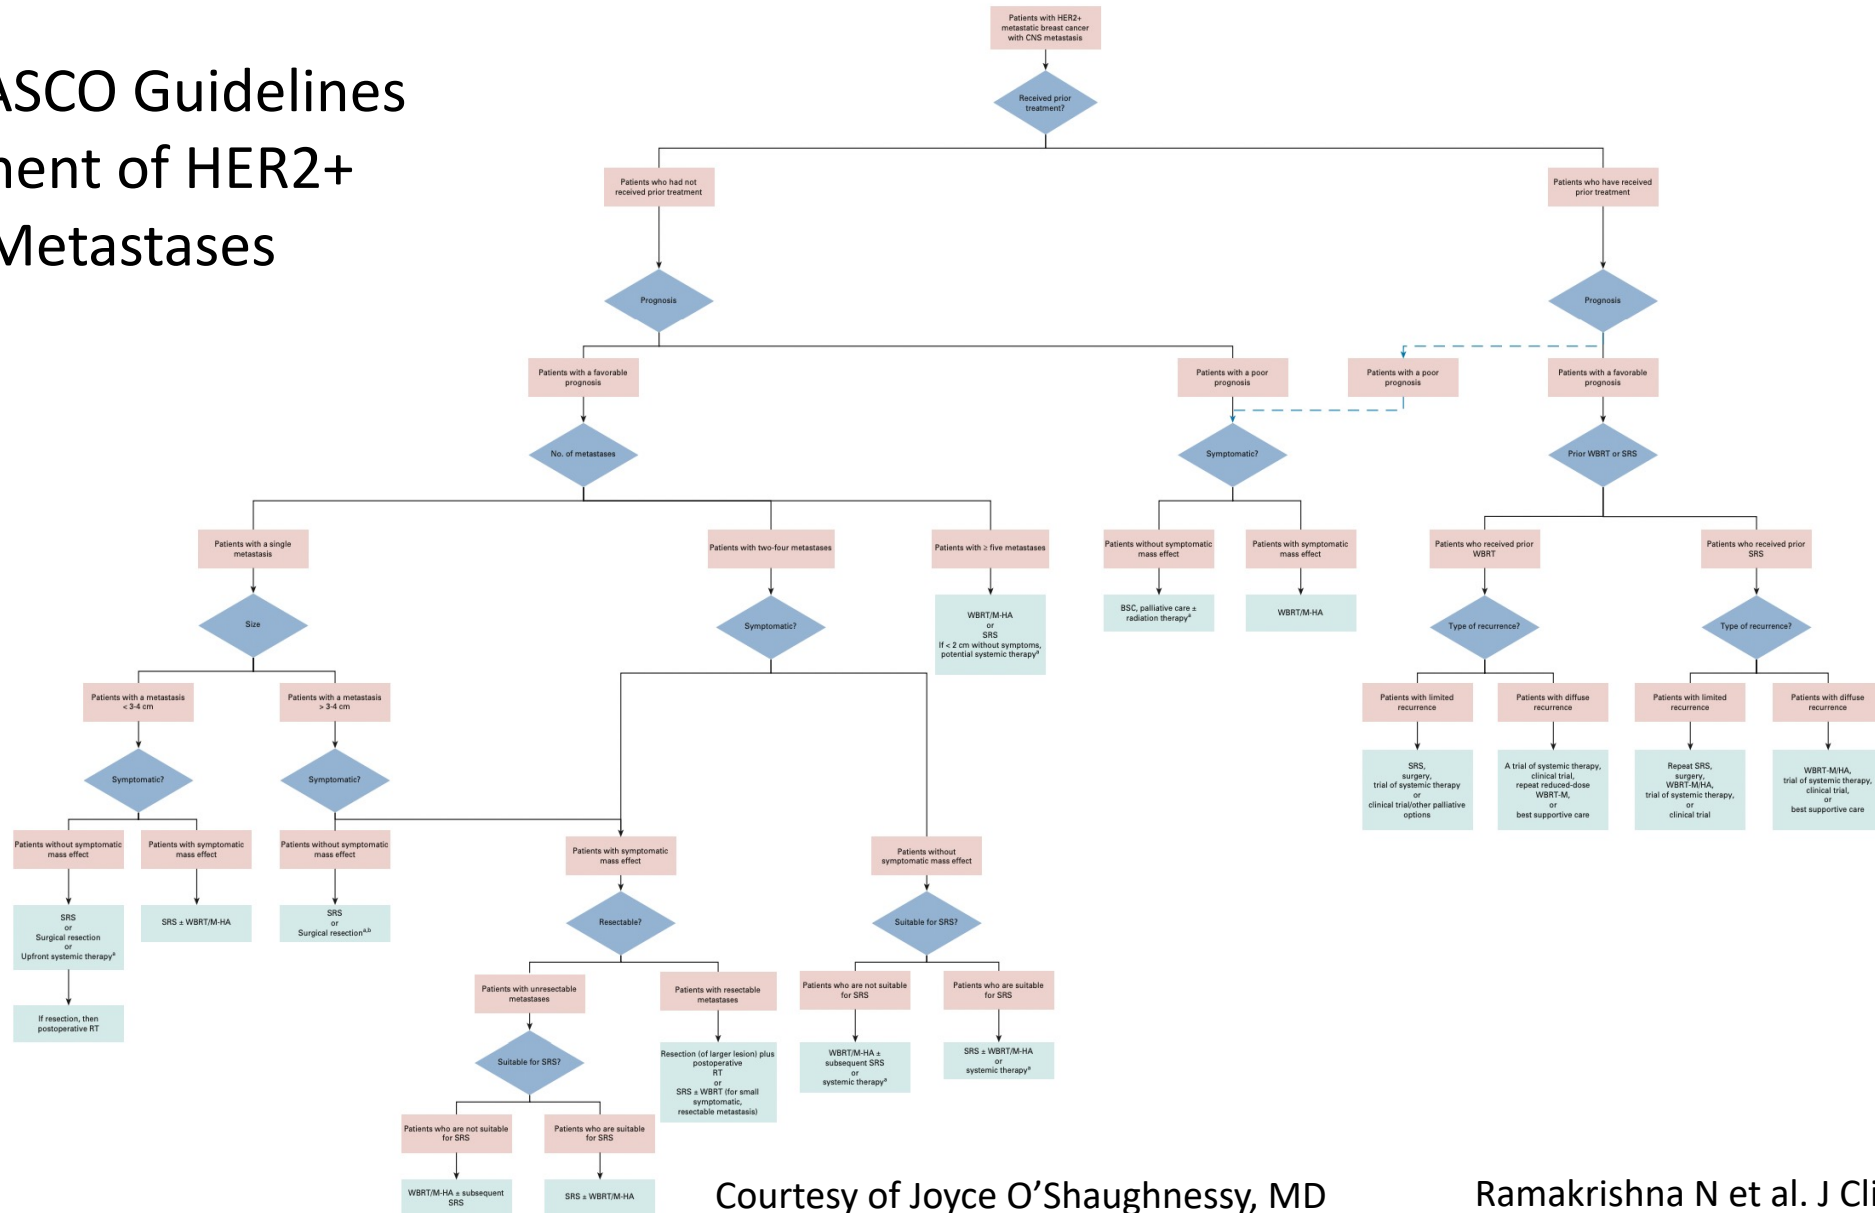 ASCO Guidelines
ment of HER2+
Metastases
Patients with HER2+
metastatic breast cancer
with CNS metastasis
Received prior
treatment?
Patients who had not
received prior treatment
Patients who have received
prior treatment
Prognosis
Prognosis
Patients with a favorable
prognosis
Patients with a poor
prognosis
Patients with a poor
prognosis
Patients with a favorable
prognosis
No. of metastases
Symptomatic?
Prior WBRT or SRS
Patients with a single
metastasis
Patients with two-four metastases
Patients with ≥ five metastases
Patients without symptomatic
mass effect
Patients with symptomatic
mass effect
Patients who received prior
WBRT
Patients who received prior
SRS
Size
Symptomatic?
WBRT/M-HA
or
SRS
If < 2 cm without symptoms,
potential systemic therapyª
BSC, palliative care ±
radiation therapyª
WBRT/M-HA
Type of recurrence?
Type of recurrence?
Patients with a metastasis
< 3-4 cm
Patients with a metastasis
> 3-4 cm
Patients with limited
recurrence
Patients with diffuse
recurrence
Patients with limited
recurrence
Patients with diffuse
recurrence
Symptomatic?
Symptomatic?
SRS,
surgery,
trial of systemic therapy
or
clinical trial/other palliative
options
A trial of systemic therapy,
clinical trial,
repeat reduced-dose
WBRT-M,
or
best supportive care
Repeat SRS,
surgery,
WBRT-M/HA,
trial of systemic therapy,
or
clinical trial
WBRT-M/HA,
trial of systemic therapy,
clinical trial,
or
best supportive care
Patients without symptomatic
mass effect
Patients with symptomatic
mass effect
Patients without symptomatic
mass effect
Patients with symptomatic
mass effect
Patients without
symptomatic mass effect
SRS
or
Surgical resection
or
Upfront systemic therapyª
SRS ± WBRT/M-HA
SRS
or
Surgical resectionª,ᵇ
Resectable?
Suitable for SRS?
If resection, then
postoperative RT
Patients with unresectable
metastases
Patients with resectable
metastases
Patients who are not suitable
for SRS
Patients who are suitable
for SRS
Suitable for SRS?
Resection (of larger lesion) plus
postoperative
RT
or
SRS ± WBRT (for small
symptomatic,
resectable metastasis)
WBRT/M-HA ±
subsequent SRS
or
systemic therapyª
SRS ± WBRT/M-HA
or
systemic therapyª
Patients who are not suitable
for SRS
Patients who are suitable
for SRS
WBRT/M-HA ± subsequent
SRS
SRS ± WBRT/M-HA
Courtesy of Joyce O’Shaughnessy, MD
Ramakrishna N et al. J Cli